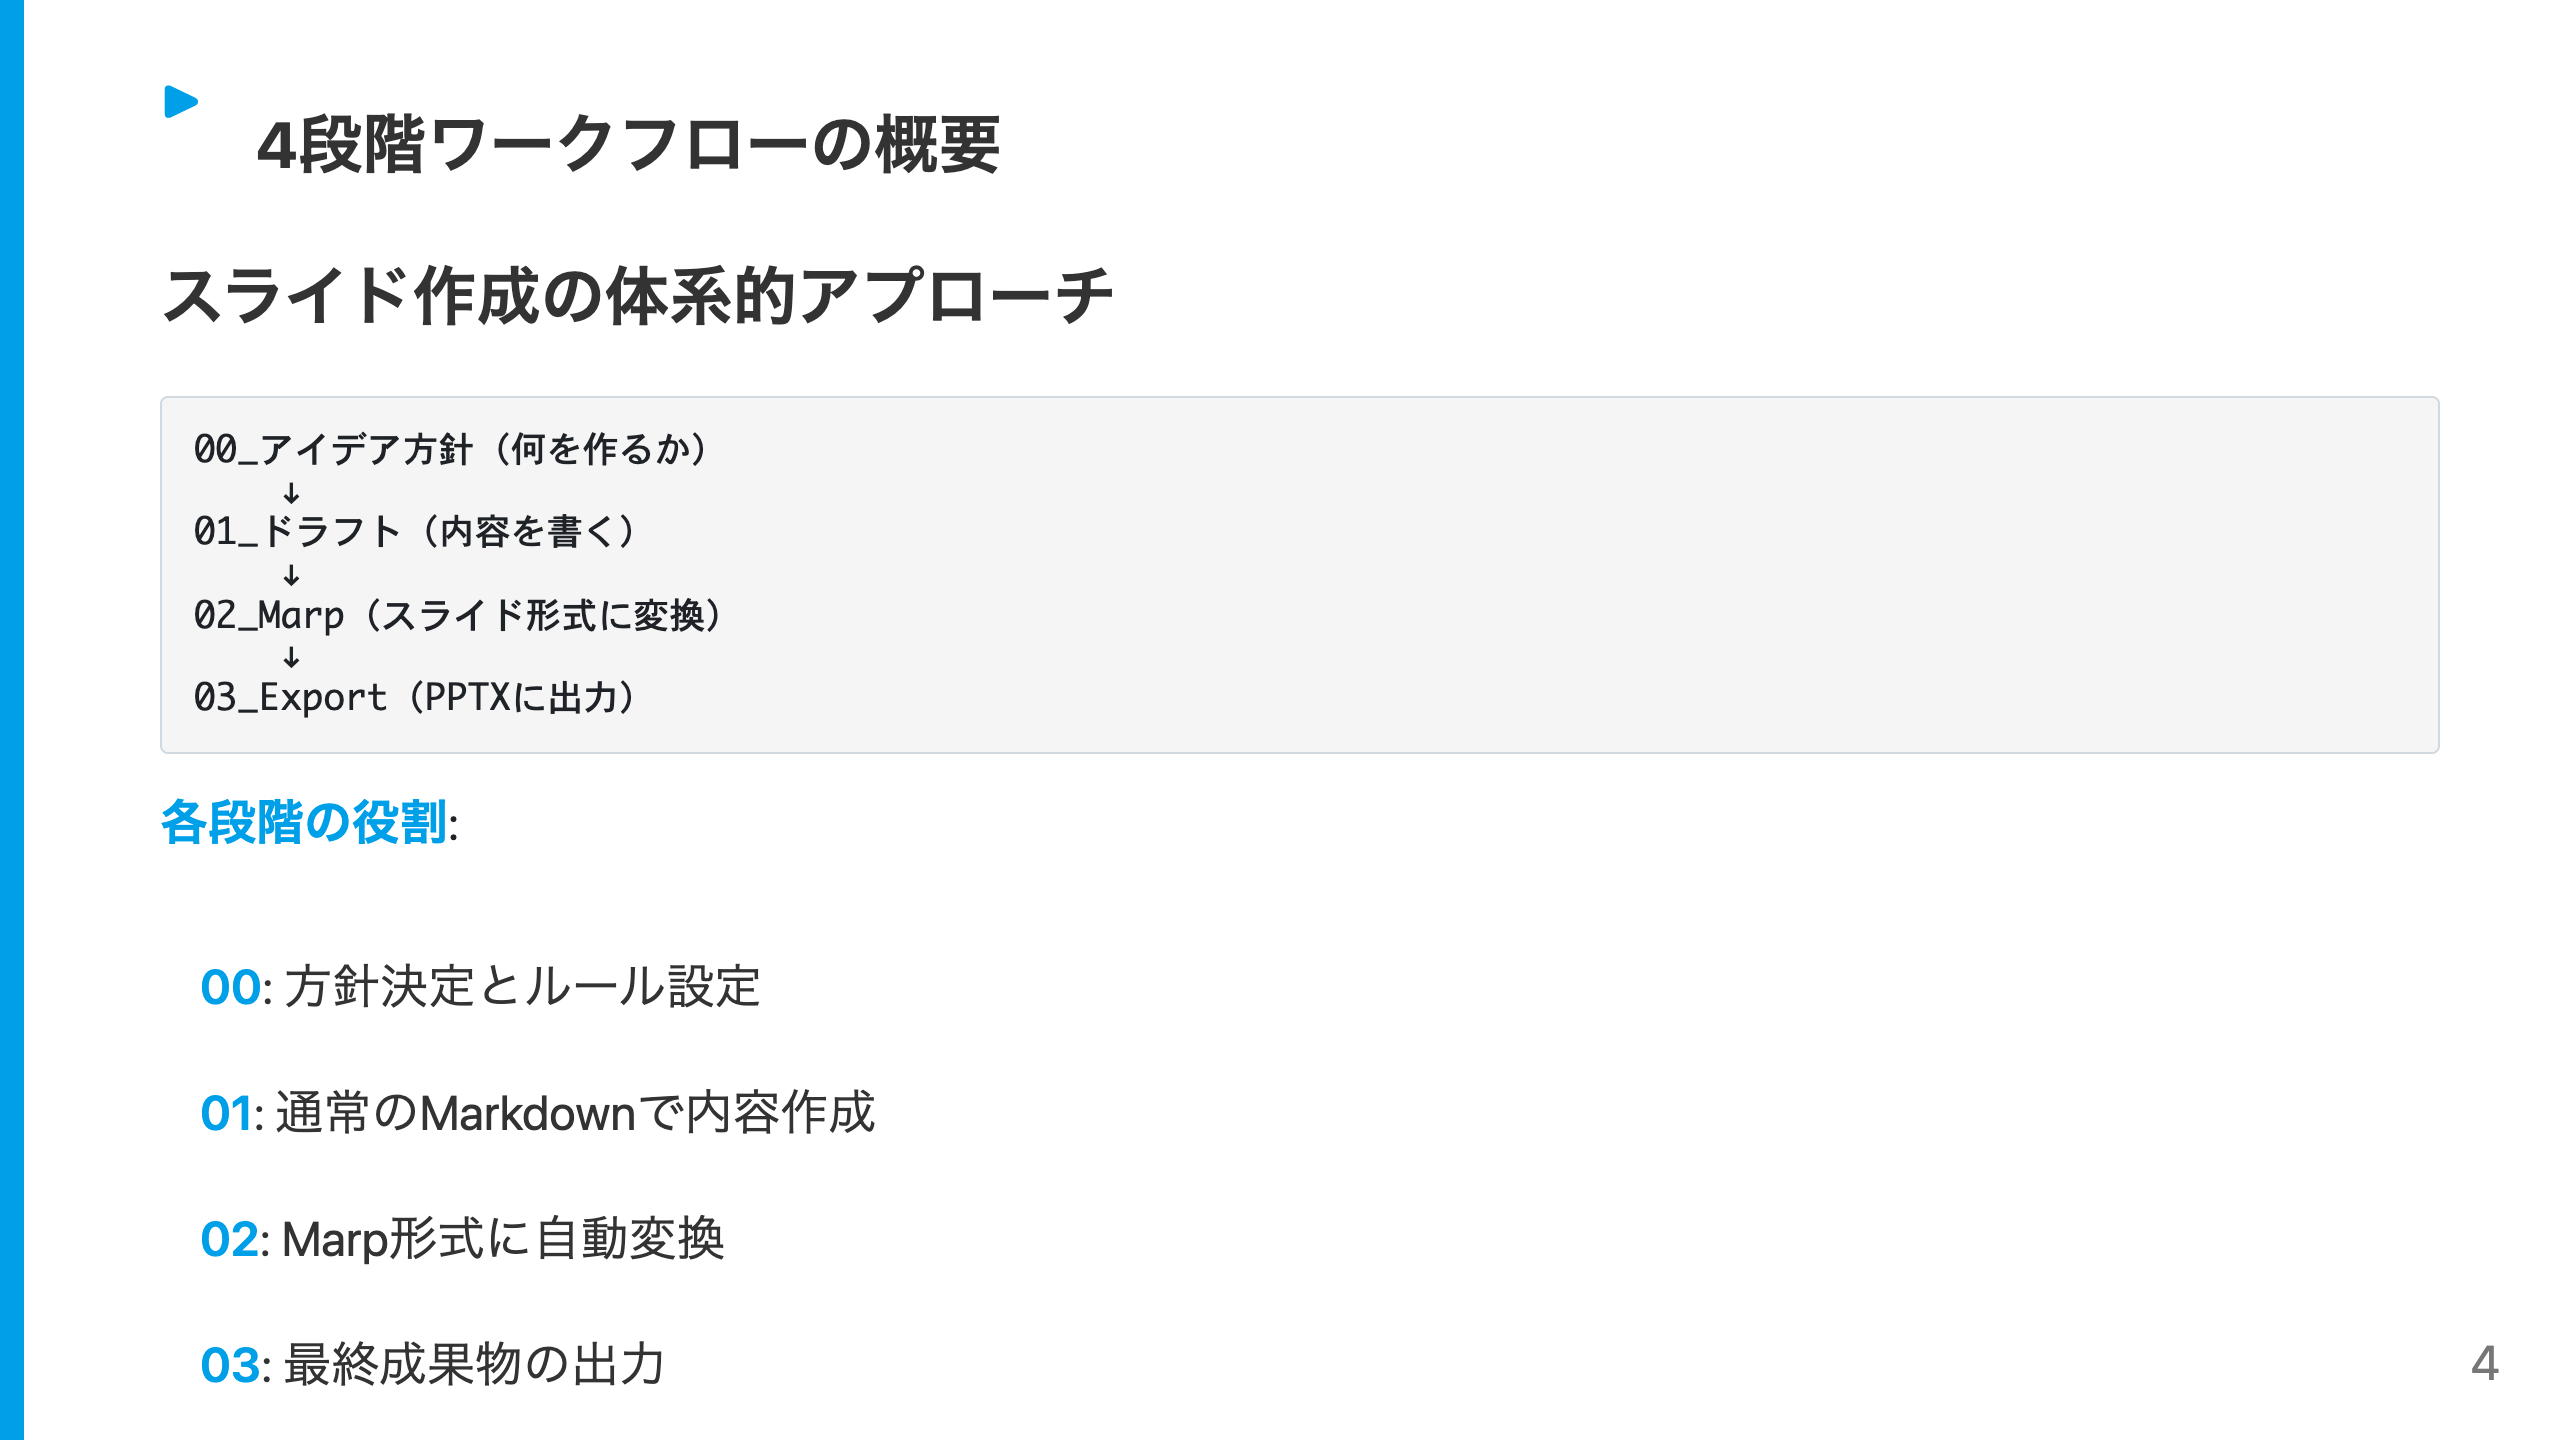 ▶ 4段階ワークフローの概要
スライド作成の体系的アプローチ
00_アイデア方針（何を作るか）
↓
01_ドラフト（内容を書く）
↓
02_Marp（スライド形式に変換）
↓
03_Export（PPTXに出力）
各段階の役割:
00: 方針決定とルール設定
01: 通常のMarkdownで内容作成
02: Marp形式に自動変換
03: 最終成果物の出力
4